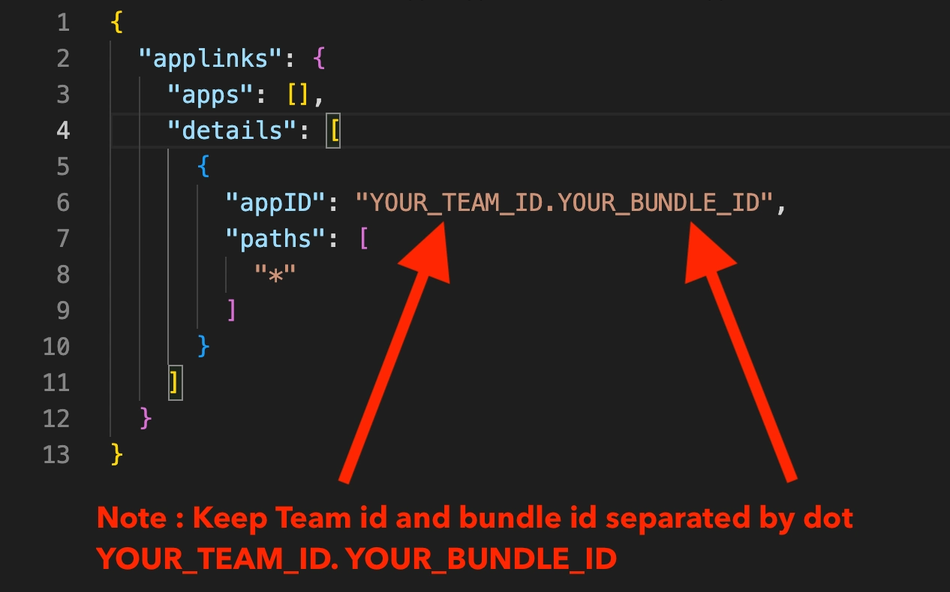 1 {
2 "applinks": {
3 "apps": [],
4 "details": [
5 {
6 "appID": "YOUR_TEAM_ID.YOUR_BUNDLE_ID",
7 "paths": [
8 "*"
9 ]
10 }
11 ]
12 }
13 }
Note : Keep Team id and bundle id separated by dot
YOUR_TEAM_ID. YOUR_BUNDLE_ID